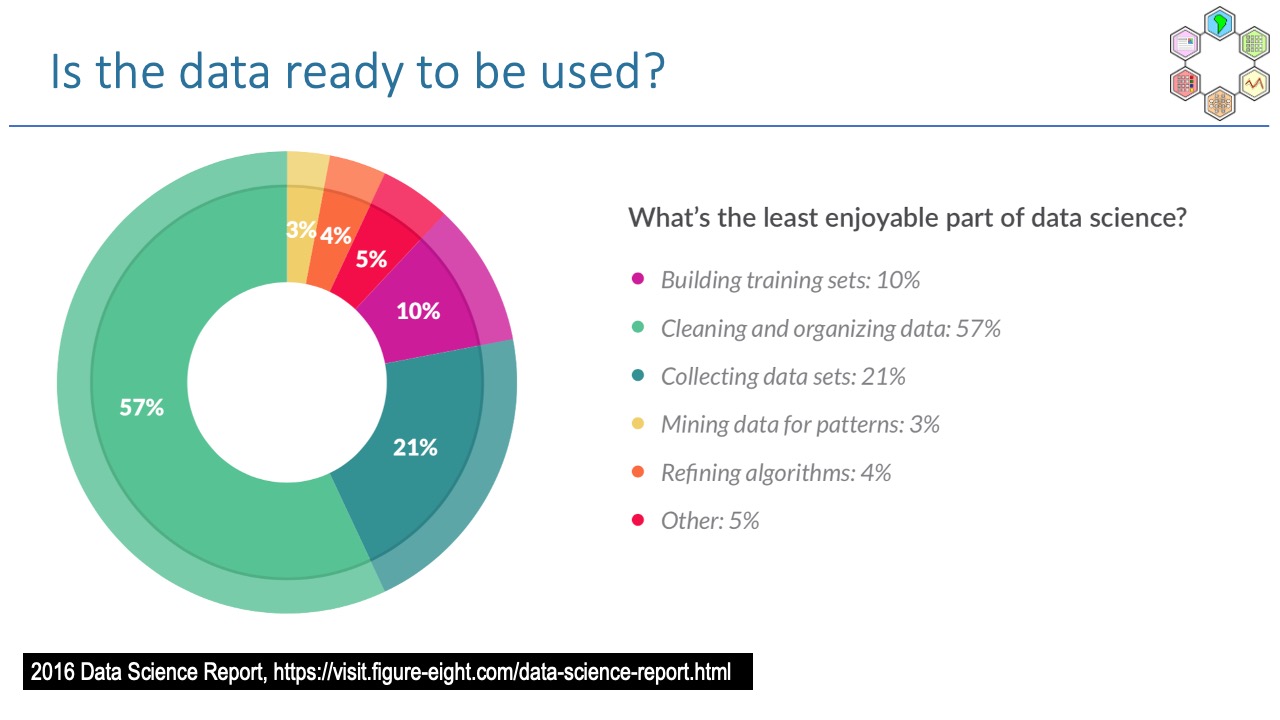 Is the data ready to be used?
3%
4%
5%
10%
21%
57%
What’s the least enjoyable part of data science?
Building training sets: 10%
Cleaning and organizing data: 57%
Collecting data sets: 21%
Mining data for patterns: 3%
Refining algorithms: 4%
Other: 5%
2016 Data Science Report, https://visit.figure-eight.com/data-science-report.html